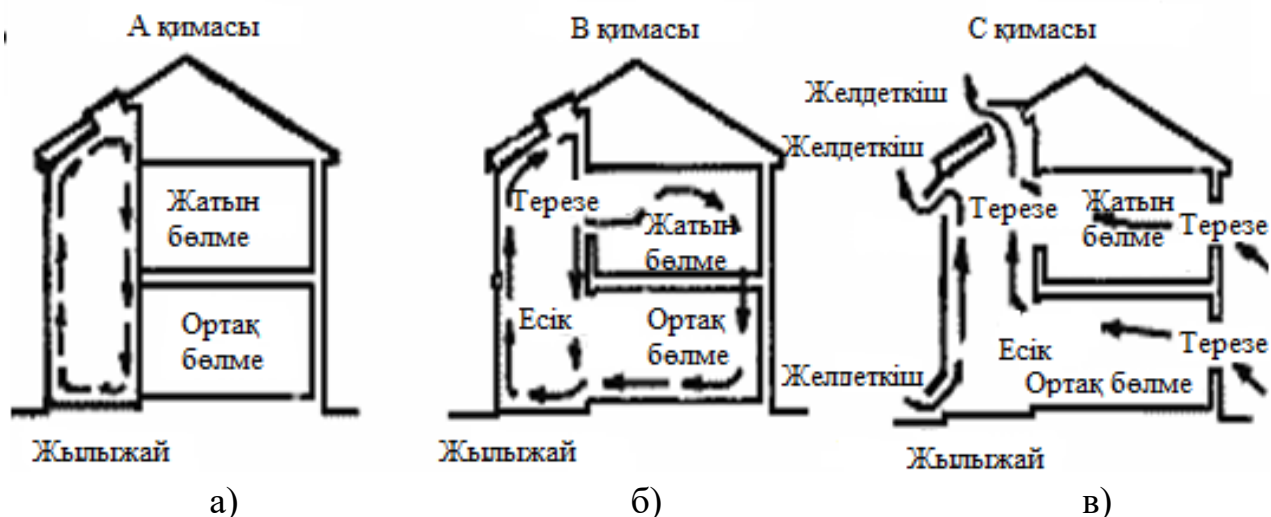 А қимасы
Жатын
бөлме
Ортақ
бөлме
Жылыжай
а)
В қимасы
Терезе
Жатын
бөлме
Есік
Ортақ
бөлме
Жылыжай
б)
С қимасы
Желдеткіш
Желдеткіш
Терезе
Жатын
бөлме
Терезе
Терезе
Есік
Желдеткіш
Ортақ бөлме
Жылыжай
в)